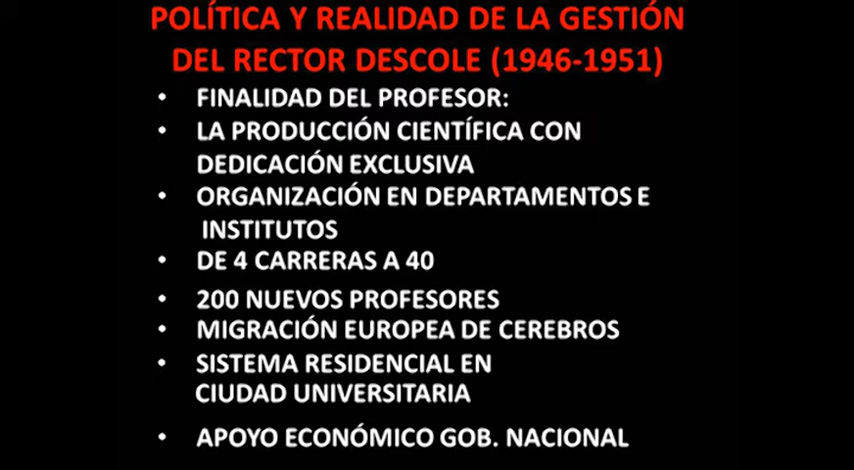 POLÍTICA Y REALIDAD DE LA GESTIÓN
DEL RECTOR DESCOLE (1946-1951)
• FINALIDAD DEL PROFESOR:
• LA PRODUCCIÓN CIENTÍFICA CON
DEDICACIÓN EXCLUSIVA
• ORGANIZACIÓN EN DEPARTAMENTOS E
INSTITUTOS
• DE 4 CARRERAS A 40
• 200 NUEVOS PROFESORES
• MIGRACIÓN EUROPEA DE CEREBROS
• SISTEMA RESIDENCIAL EN
CIUDAD UNIVERSITARIA
• APOYO ECONÓMICO GOB. NACIONAL